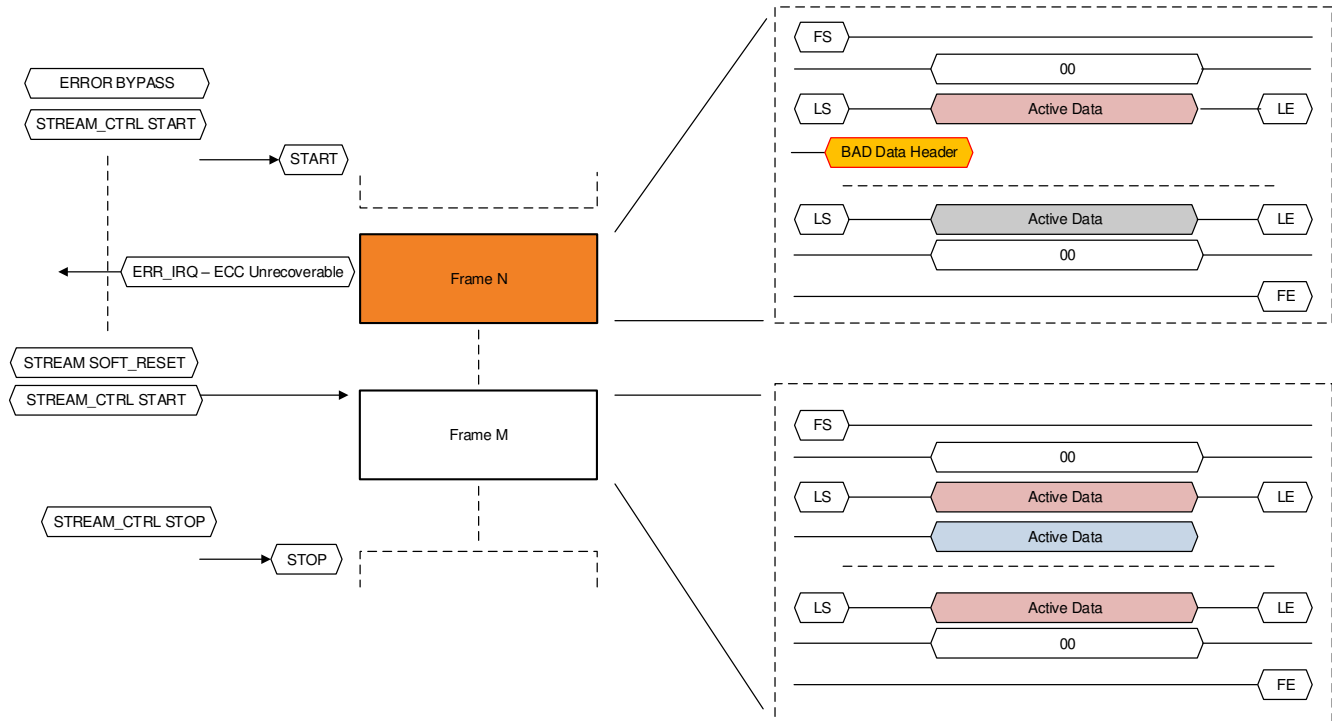 ERROR BYPASS
STREAM_CTRL START
START
ERR_IRQ – ECC Unrecoverable
Frame N
STREAM SOFT_RESET
STREAM_CTRL START
Frame M
STREAM_CTRL STOP
STOP
FS
00
LS Active Data LE
BAD Data Header
LS Active Data LE
00
FE
FS
00
LS Active Data LE
Active Data
LS Active Data LE
00
FE